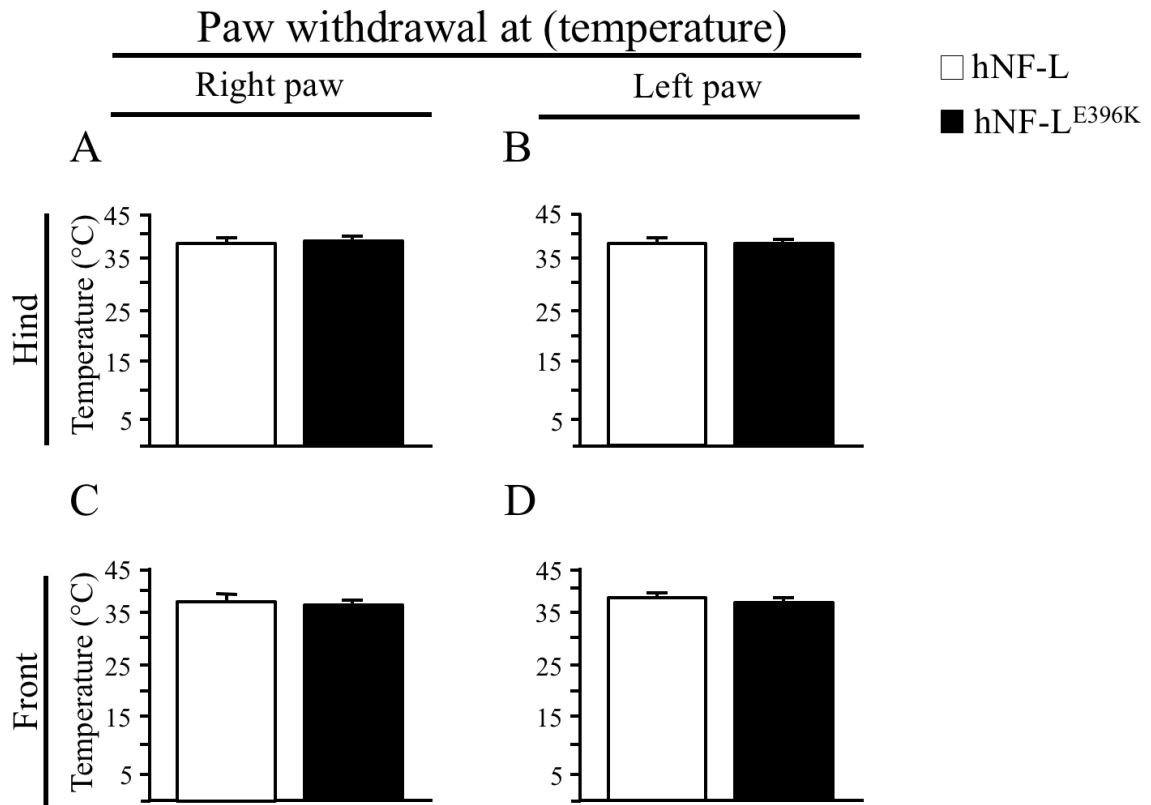 Paw withdrawal at (temperature)
Right paw
Left paw
hNF-L
hNF-L^E396K
A
B
Hind
Temperature (°C)
45
35
25
15
5
45
35
25
15
5
C
D
Front
Temperature (°C)
45
35
25
15
5
45
35
25
15
5